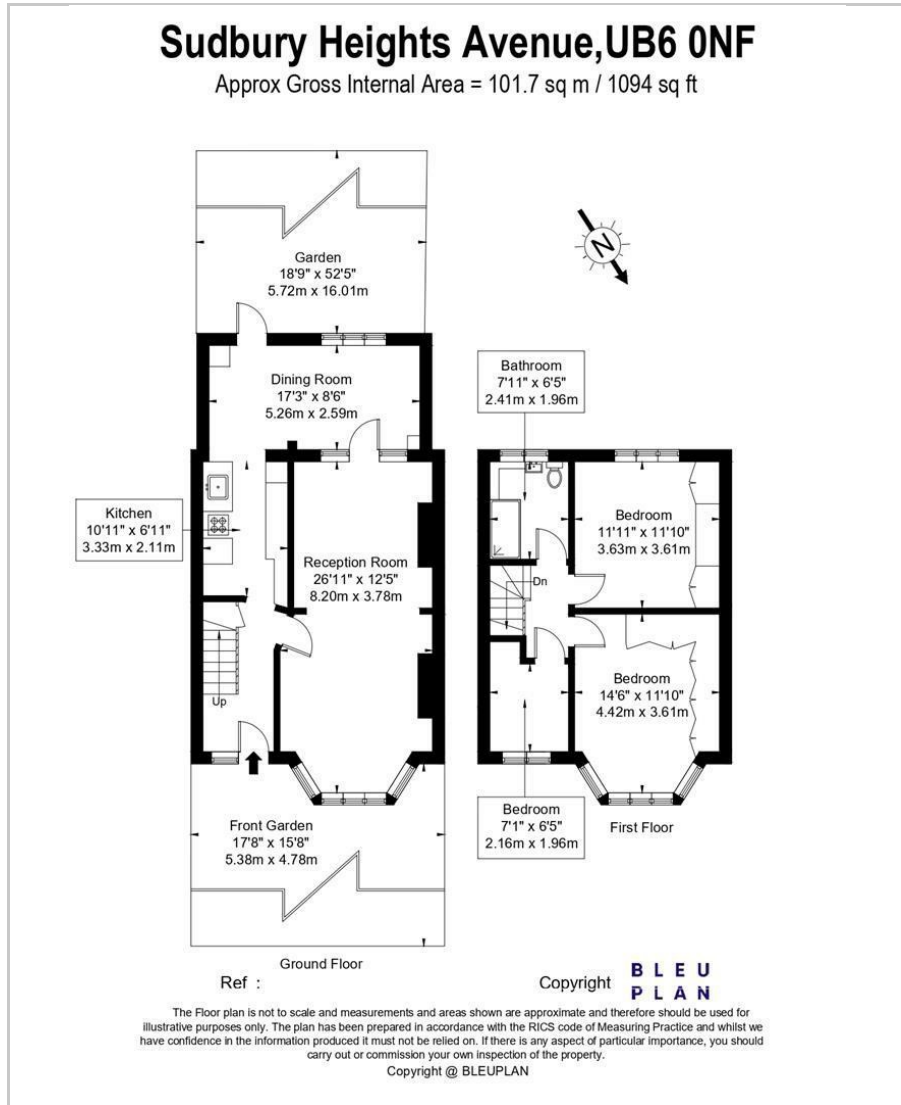 Sudbury Heights Avenue,UB6 0NF
Approx Gross Internal Area = 101.7 sq m / 1094 sq ft
N
Garden
18'9" x 52'5"
5.72m x 16.01m
Dining Room
17'3" x 8'6"
5.26m x 2.59m
Kitchen
10'11" x 6'11"
3.33m x 2.11m
Reception Room
26'11" x 12'5"
8.20m x 3.78m
Up
Front Garden
17'8" x 15'8"
5.38m x 4.78m
Ground Floor
Bathroom
7'11" x 6'5"
2.41m x 1.96m
Bedroom
11'11" x 11'10"
3.63m x 3.61m
Dn
Bedroom
14'6" x 11'10"
4.42m x 3.61m
Bedroom
7'1" x 6'5"
2.16m x 1.96m
First Floor
Ref :
Copyright
BLEU
PLAN
The Floor plan is not to scale and measurements and areas shown are approximate and therefore should be used for
illustrative purposes only. The plan has been prepared in accordance with the RICS code of Measuring Practice and whilst we
have confidence in the information produced it must not be relied on. If there is any aspect of particular importance, you should
carry out or commission your own inspection of the property.
Copyright @ BLEUPLAN